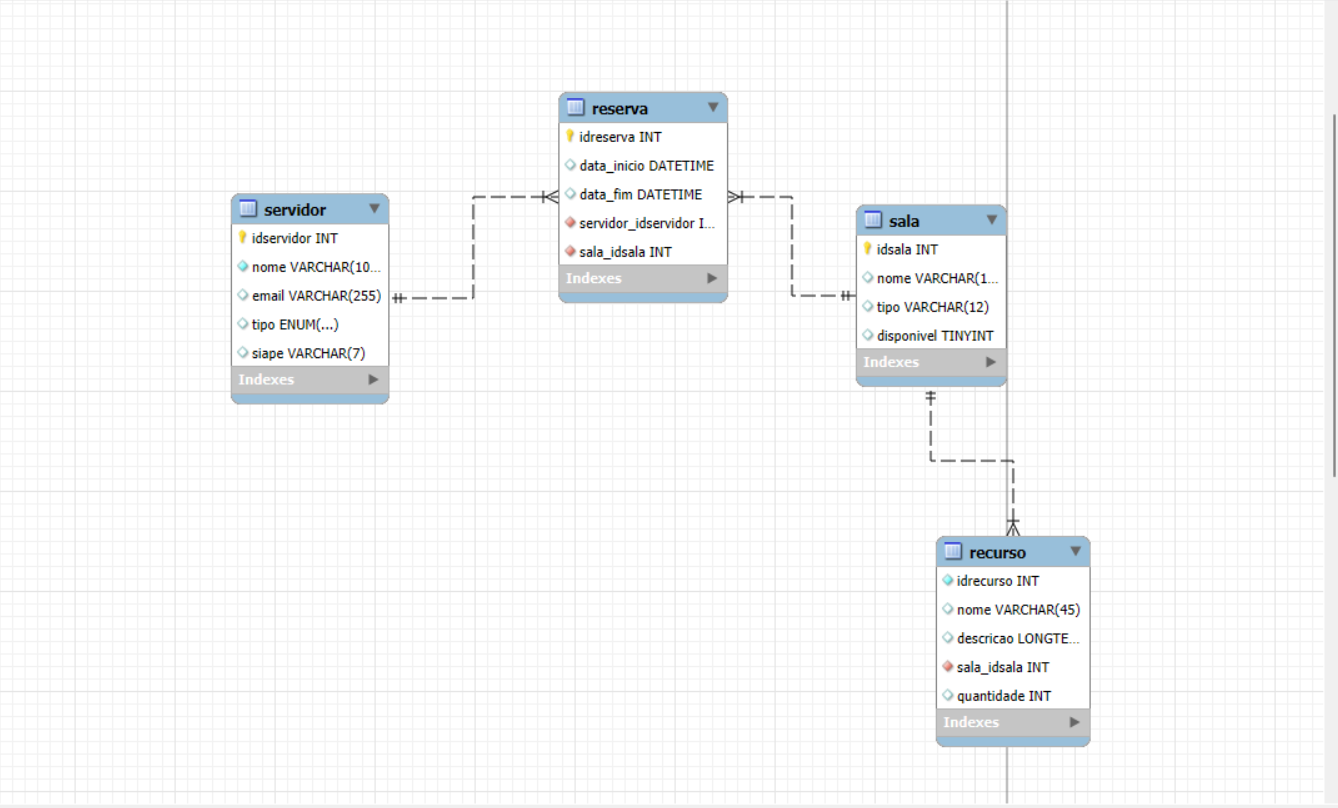 reserva
idreserva INT
data_inicio DATETIME
data_fim DATETIME
servidor_idservidor I...
sala_idsala INT
Indexes
servidor
idservidor INT
nome VARCHAR(10...
email VARCHAR(255)
tipo ENUM(...)
siape VARCHAR(7)
Indexes
sala
idsala INT
nome VARCHAR(1...
tipo VARCHAR(12)
disponivel TINYINT
Indexes
recurso
idrecurso INT
nome VARCHAR(45)
descricao LONGTE...
sala_idsala INT
quantidade INT
Indexes